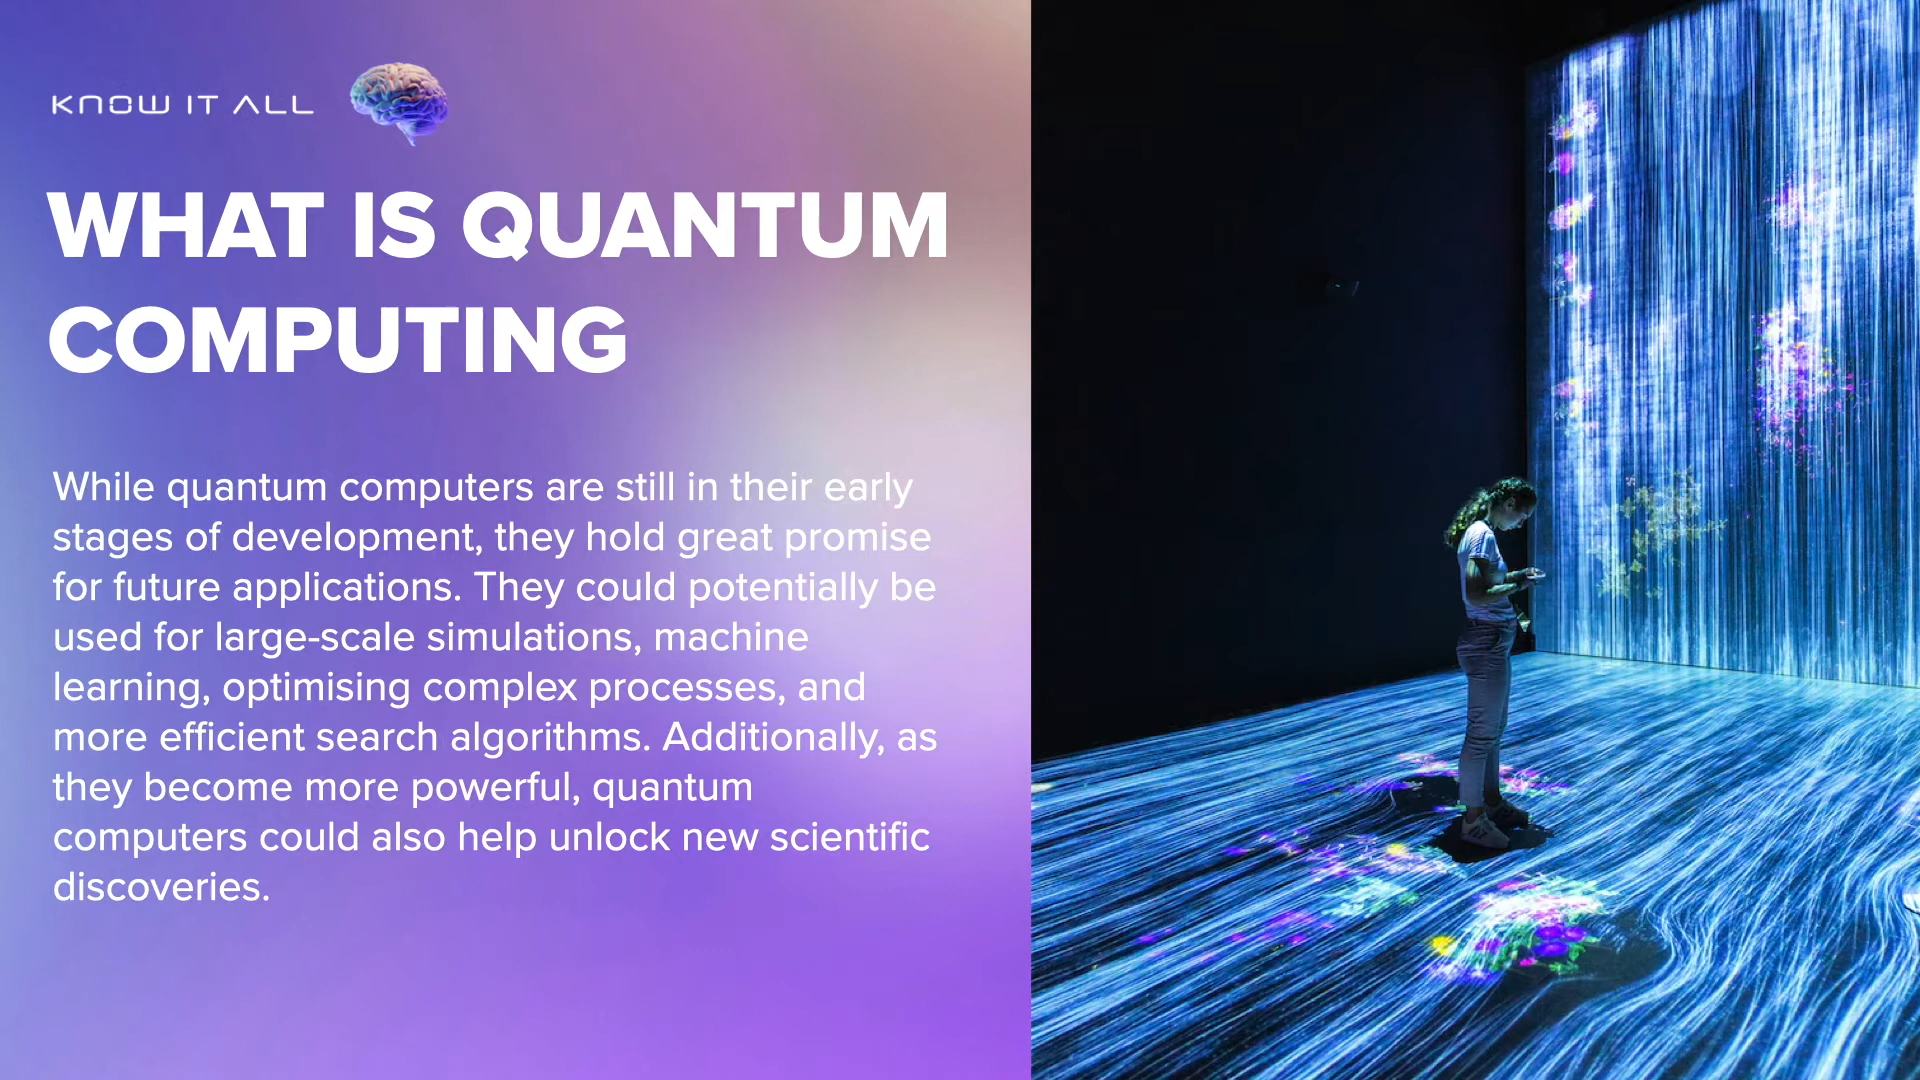 KNOW IT ALL
WHAT IS QUANTUM
COMPUTING
While quantum computers are still in their early
stages of development, they hold great promise
for future applications. They could potentially be
used for large-scale simulations, machine
learning, optimising complex processes, and
more efficient search algorithms. Additionally, as
they become more powerful, quantum
computers could also help unlock new scientific
discoveries.